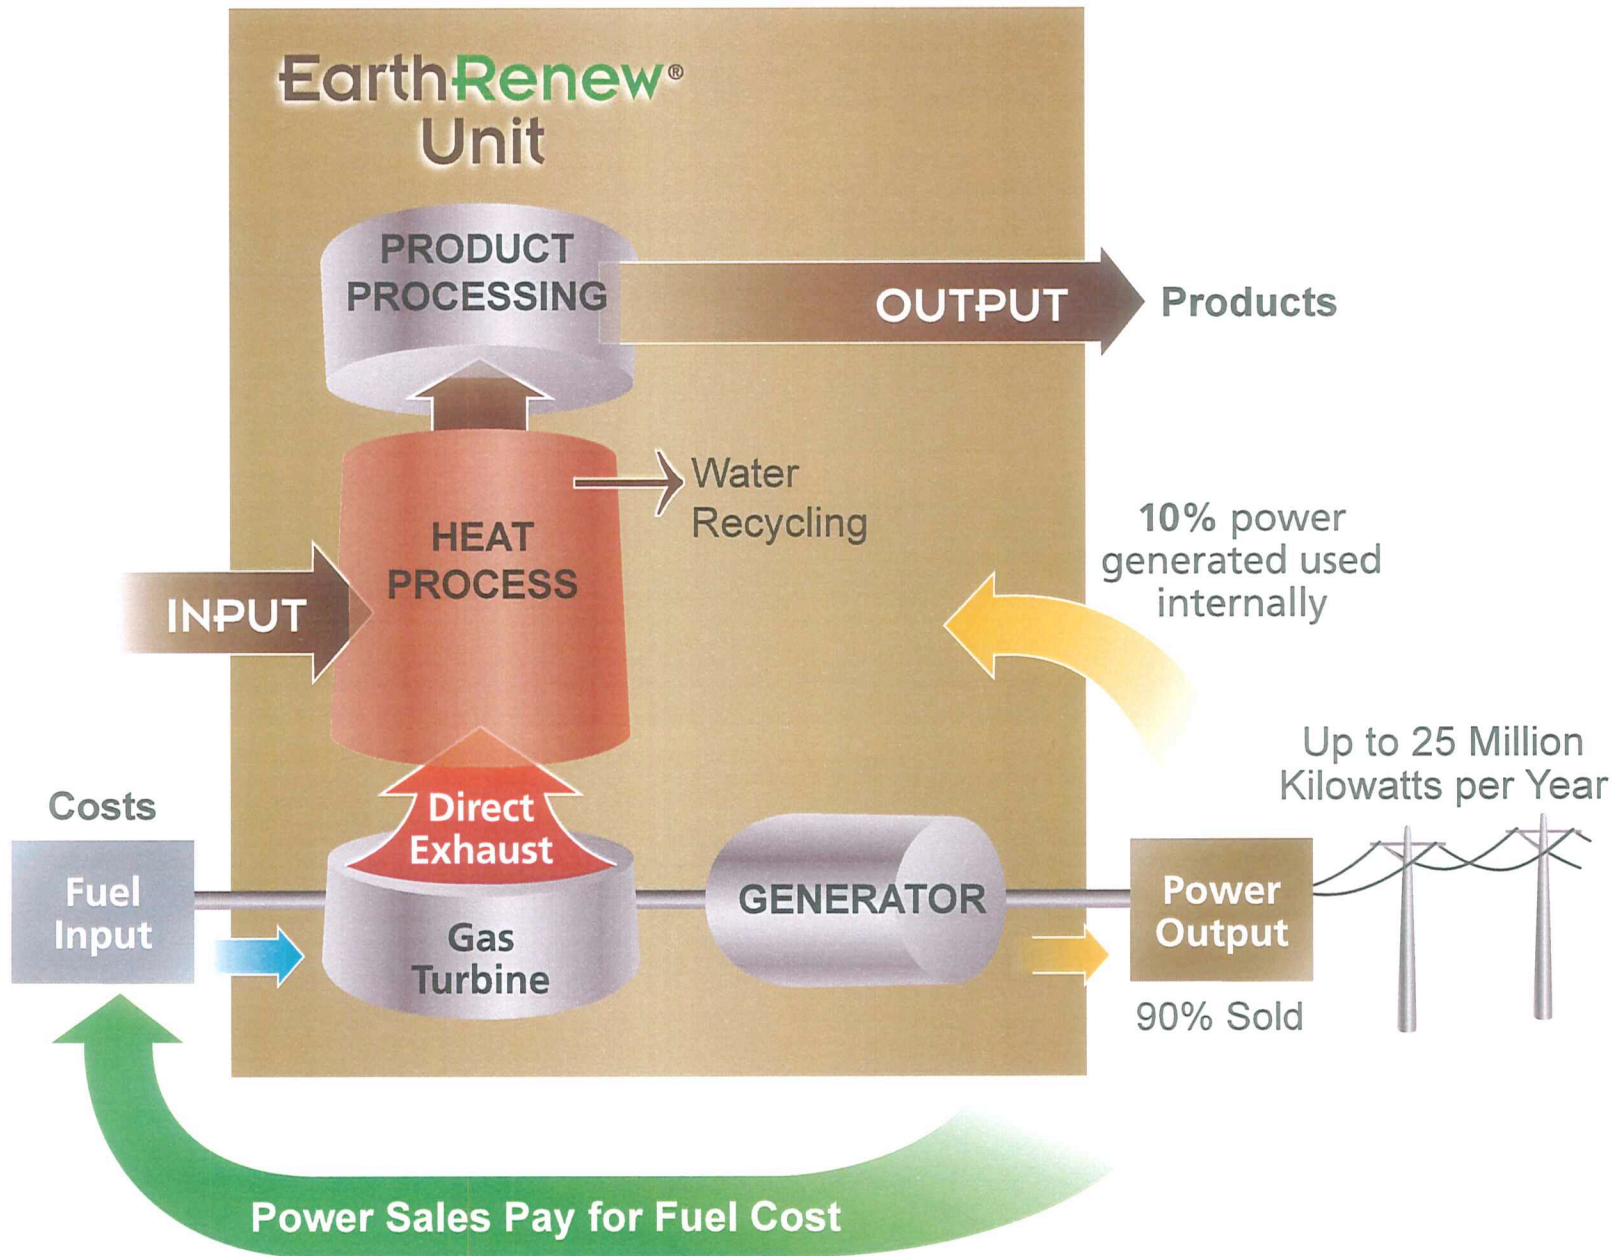 EarthRenew®
Unit
PRODUCT
PROCESSING
OUTPUT
Products
Water
Recycling
HEAT
PROCESS
INPUT
10% power
generated used
internally
Up to 25 Million
Kilowatts per Year
Costs
Fuel
Input
Direct
Exhaust
Gas
Turbine
GENERATOR
Power
Output
90% Sold
Power Sales Pay for Fuel Cost